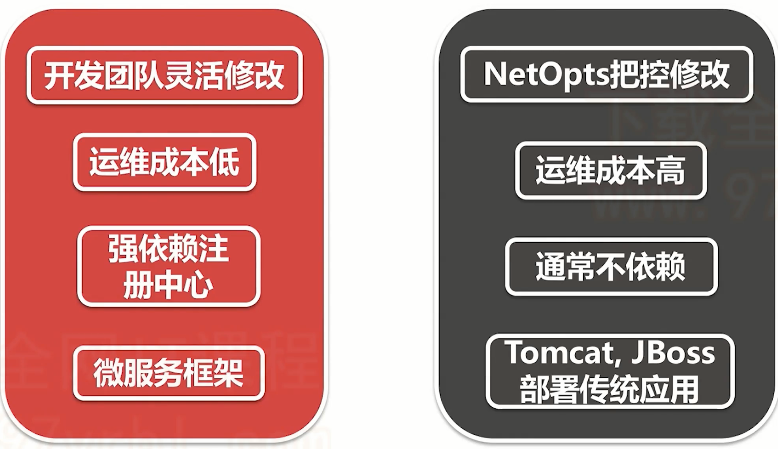 开发团队灵活修改
运维成本低
强依赖注
册中心
微服务框架
NetOpts把控修改
运维成本高
通常不依赖
Tomcat, JBoss
部署传统应用